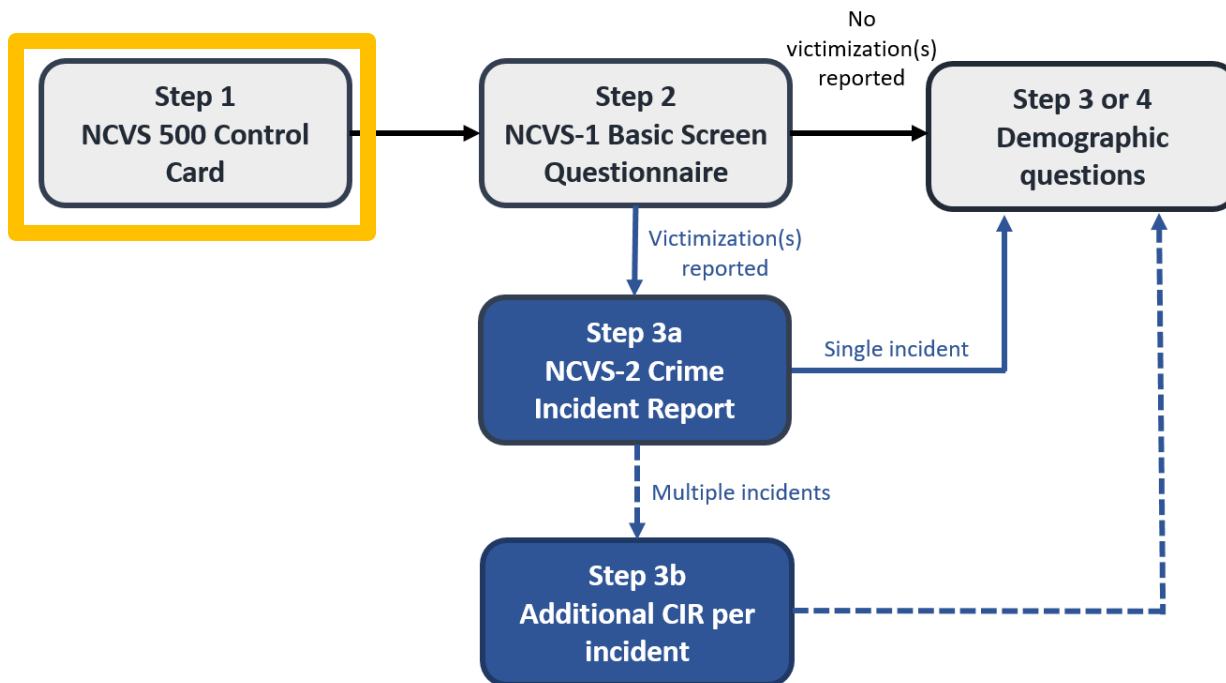 No
victimization(s)
reported
Step 1
NCVS 500 Control
Card
Step 2
NCVS-1 Basic Screen
Questionnaire
Step 3 or 4
Demographic
questions
Victimization(s)
reported
Step 3a
NCVS-2 Crime
Incident Report
Single incident
Multiple incidents
Step 3b
Additional CIR per
incident